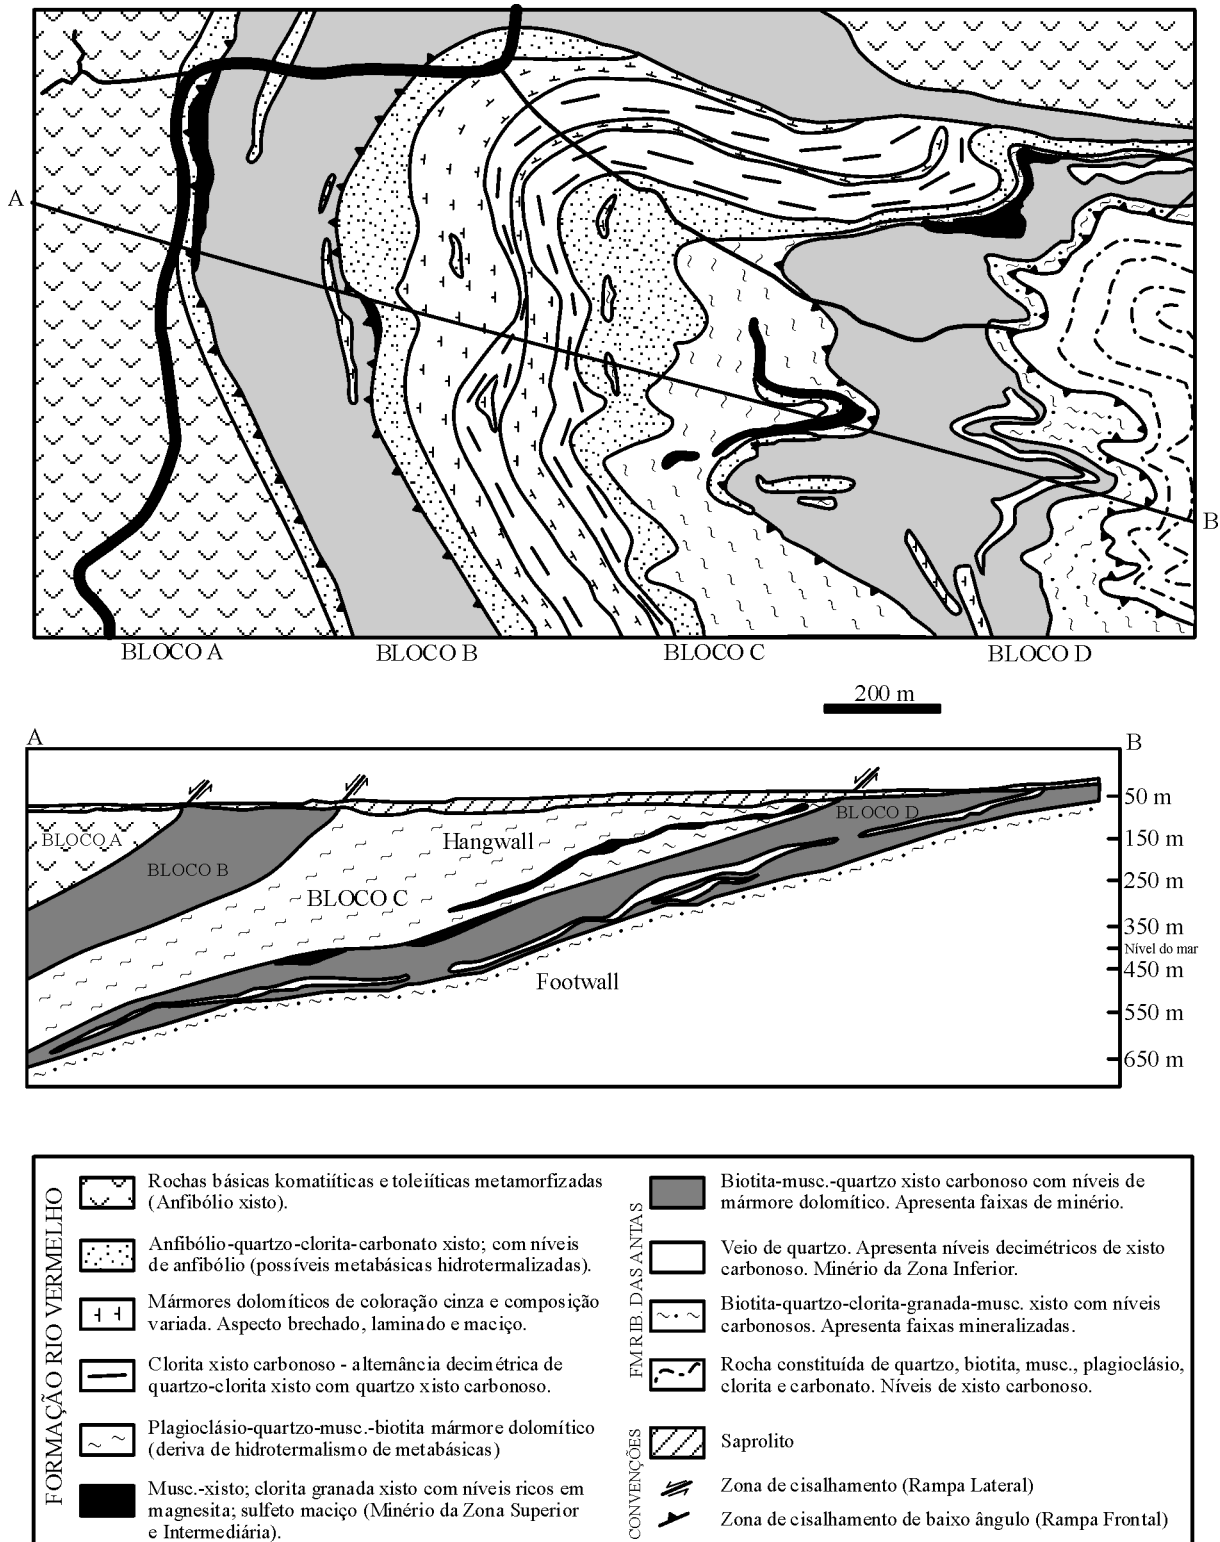 A
B
BLOCO A
BLOCO B
BLOCO C
BLOCO D
200 m
A
B
50 m
BLOCO D
BLOCO A
Hangwall
150 m
BLOCO B
250 m
BLOCO C
350 m
Nível do mar
450 m
Footwall
550 m
650 m
FORMAÇÃO RIO VERMELHO
Rochas básicas komatiíticas e toleiíticas metamorfizadas
(Anfibólio xisto).
Anfibólio-quartzo-clorita-carbonato xisto; com níveis
de anfibólio (possíveis metabásicas hidrotermalizadas).
Mármores dolomíticos de coloração cinza e composição
variada. Aspecto brechado, laminado e maciço.
Clorita xisto carbonoso - alternância decimétrica de
quartzo-clorita xisto com quartzo xisto carbonoso.
Plagioclásio-quartzo-musc.-biotita mármore dolomítico
(deriva de hidrotermalismo de metabásicas)
Musc.-xisto; clorita granada xisto com níveis ricos em
magnesita; sulfeto maciço (Minério da Zona Superior
e Intermediária).
FM RIB. DAS ANTAS
Biotita-musc.-quartzo xisto carbonoso com níveis de
mármore dolomítico. Apresenta faixas de minério.
Veio de quartzo. Apresenta níveis decimétricos de xisto
carbonoso. Minério da Zona Inferior.
Biotita-quartzo-clorita-granada-musc. xisto com níveis
carbonosos. Apresenta faixas mineralizadas.
Rocha constituída de quartzo, biotita, musc., plagioclásio,
clorita e carbonato. Níveis de xisto carbonoso.
CONVENÇÕES
Saprolito
Zona de cisalhamento (Rampa Lateral)
Zona de cisalhamento de baixo ângulo (Rampa Frontal)